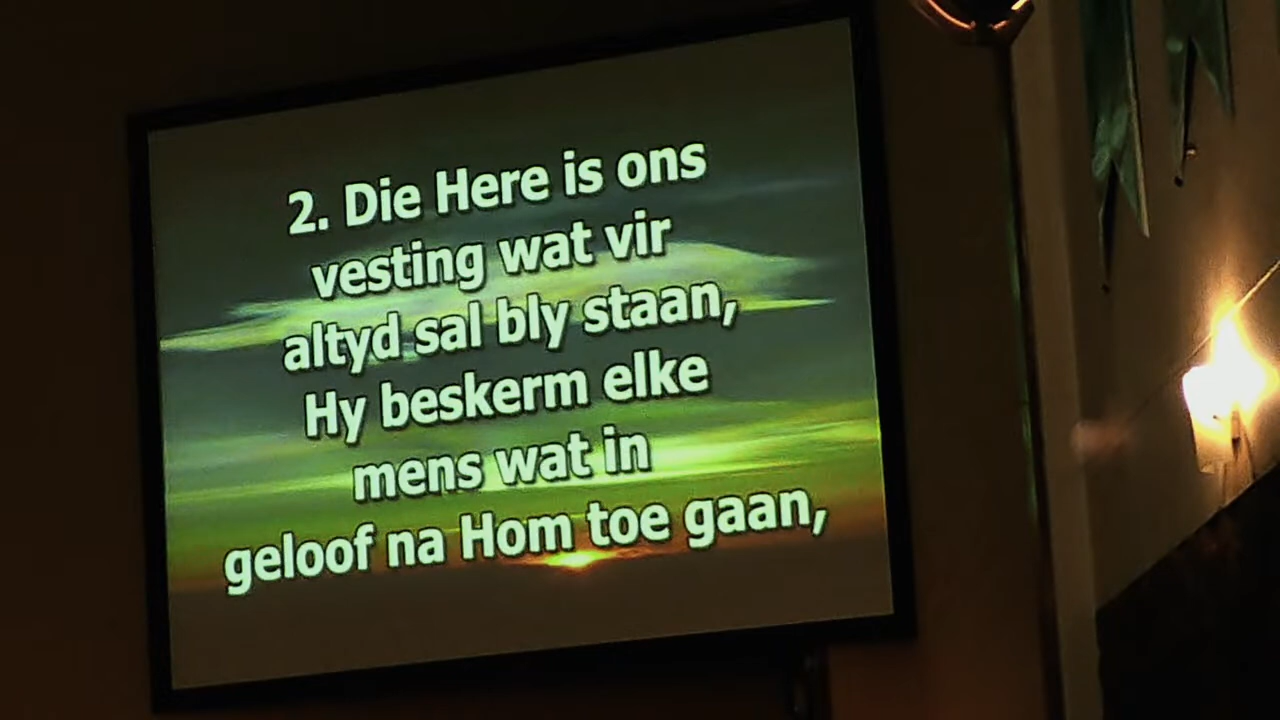 2. Die Here is ons
vesting wat vir
altyd sal bly staan,
Hy beskerm elke
mens wat in
geloof na Hom toe gaan,